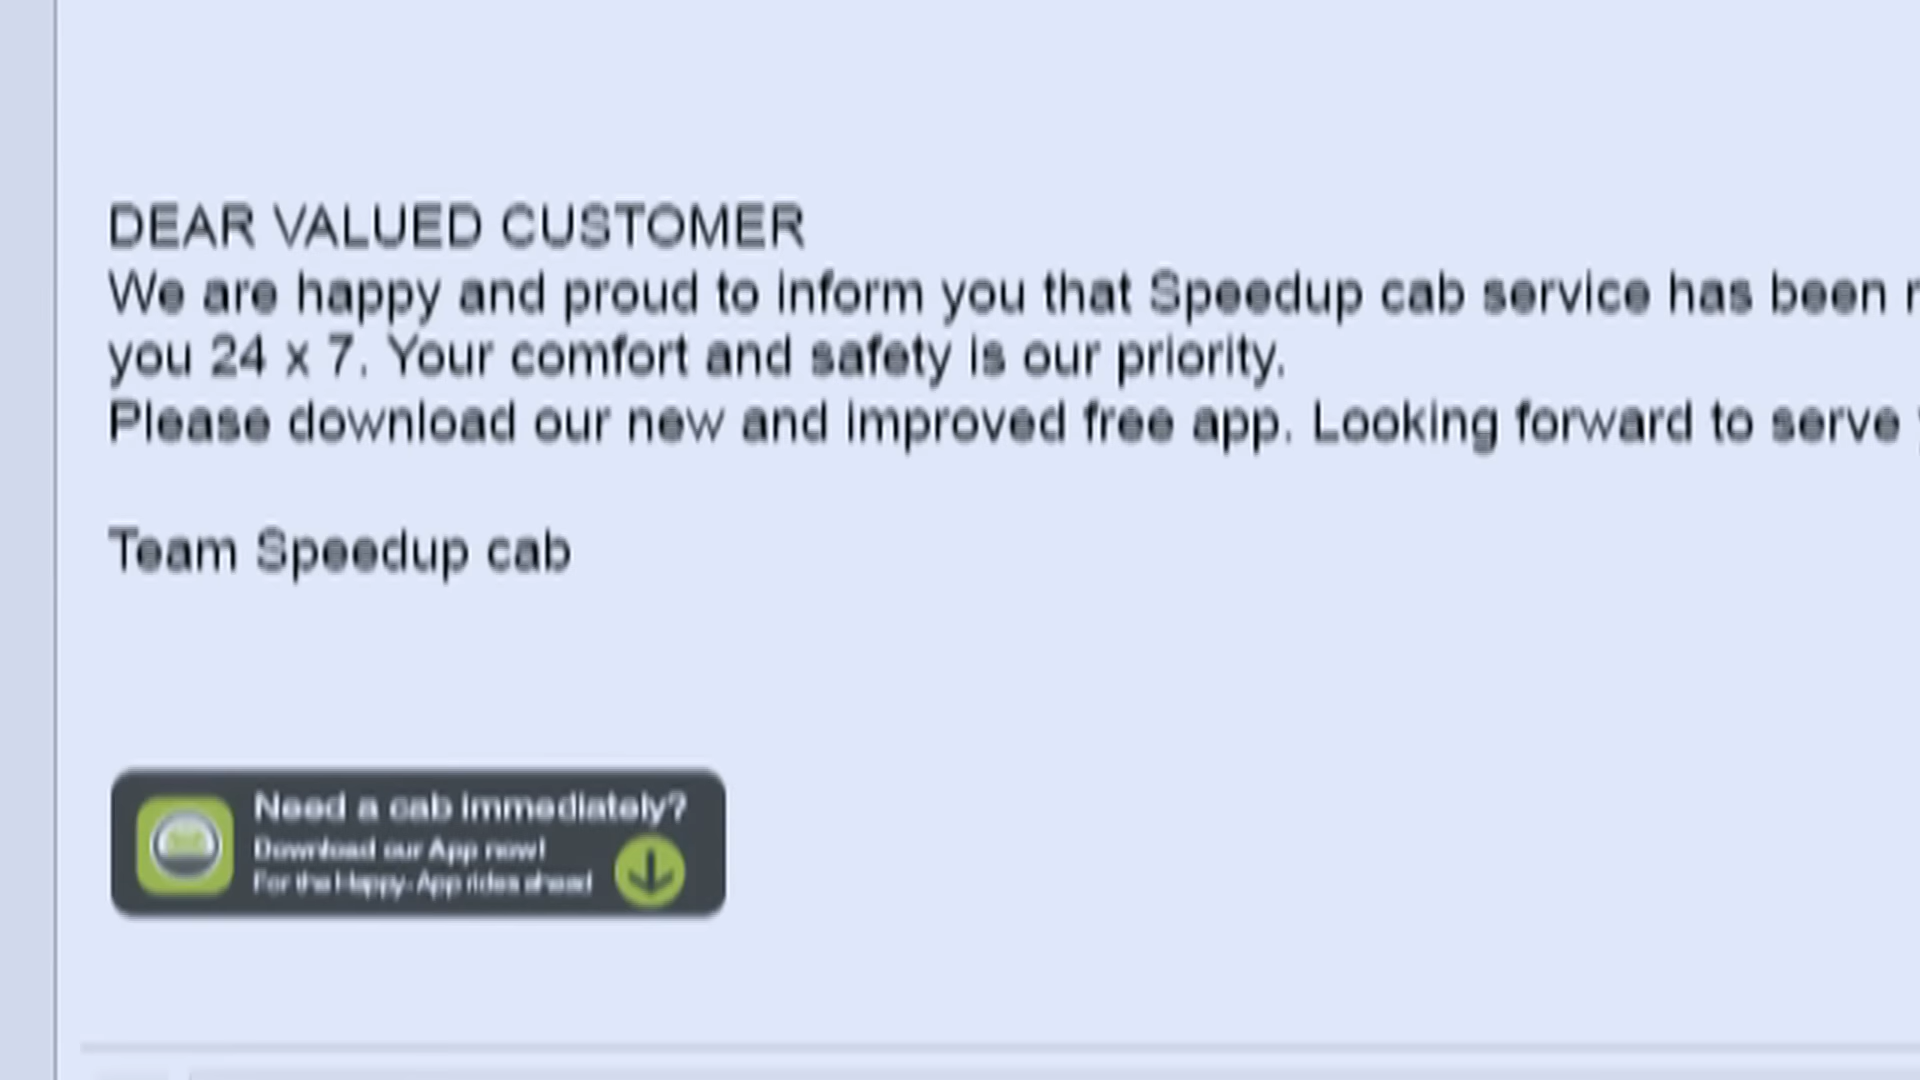 DEAR VALUED CUSTOMER
We are happy and proud to inform you that Speedup cab service has been
you 24 x 7. Your comfort and safety is our priority.
Please download our new and improved free app. Looking forward to serve
Team Speedup cab
Need a cab immediately?
Download our App now!
For the Happy-App rides ahead